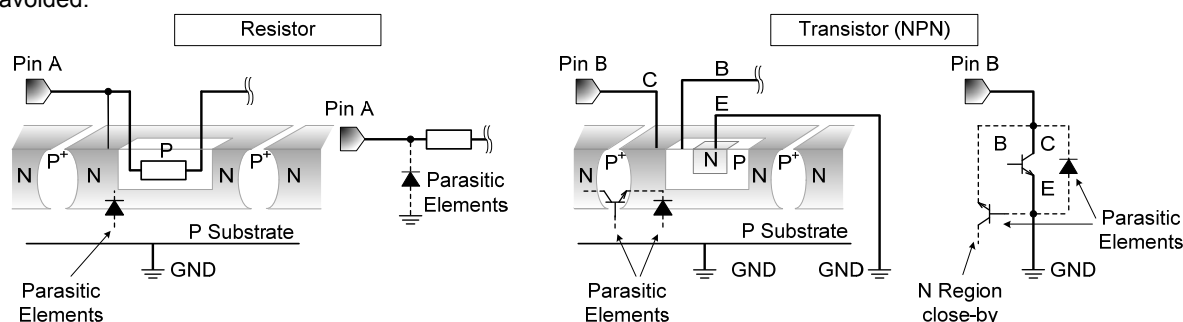 avoided.
Resistor
Transistor (NPN)
Pin A
Pin A
N
P+
N
P
N
P+
N
Parasitic
Elements
P Substrate
GND
Parasitic
Elements
Pin B
C
B
E
N
P+
N
P
P+
N
N
P Substrate
GND
GND
Parasitic
Elements
Pin B
B
C
E
Parasitic
Elements
GND
N Region
close-by